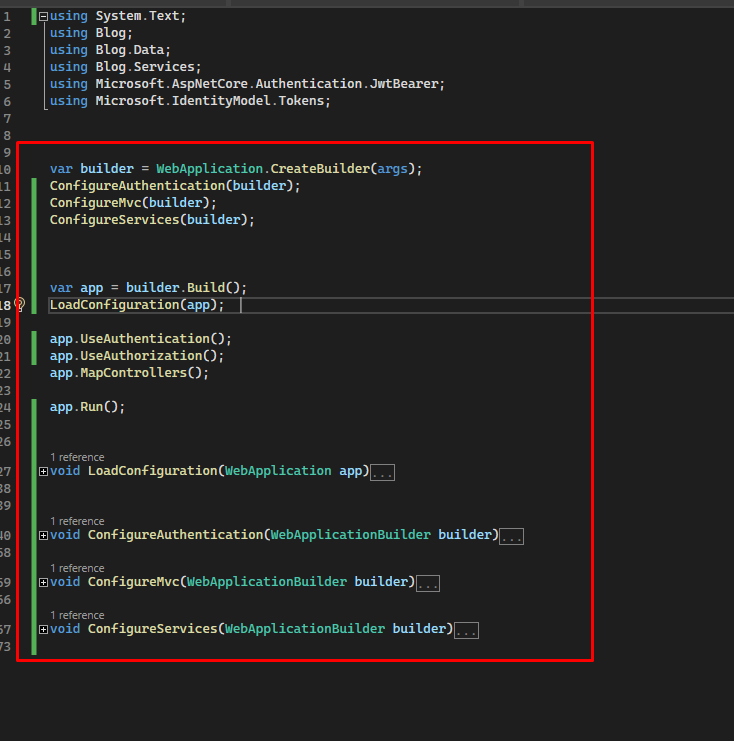 1 using System.Text;
2 using Blog;
3 using Blog.Data;
4 using Blog.Services;
5 using Microsoft.AspNetCore.Authentication.JwtBearer;
6 using Microsoft.IdentityModel.Tokens;
7
8
9
10 var builder = WebApplication.CreateBuilder(args);
11 ConfigureAuthentication(builder);
12 ConfigureMvc(builder);
13 ConfigureServices(builder);
14
15
16
17 var app = builder.Build();
18 LoadConfiguration(app);
19
20 app.UseAuthentication();
21 app.UseAuthorization();
22 app.MapControllers();
23
24 app.Run();
25
26
1 reference
27 void LoadConfiguration(WebApplication app)...
38
39
1 reference
40 void ConfigureAuthentication(WebApplicationBuilder builder)...
58
1 reference
59 void ConfigureMvc(WebApplicationBuilder builder)...
66
1 reference
67 void ConfigureServices(WebApplicationBuilder builder)...
73